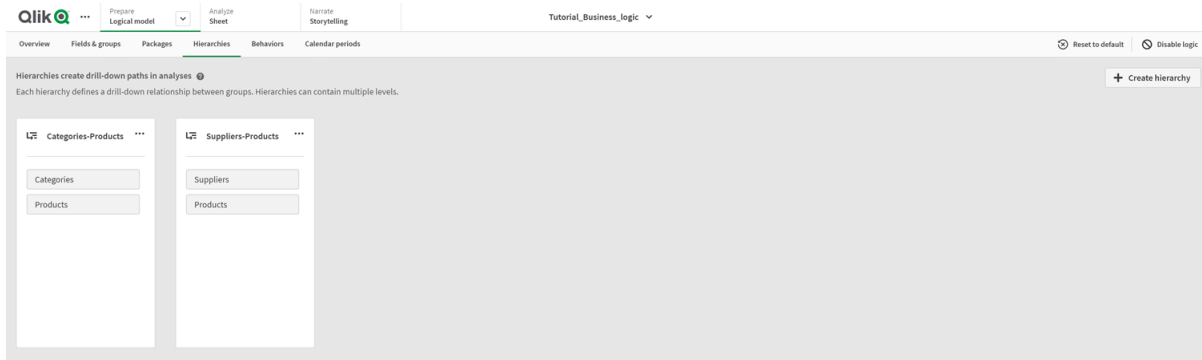 Qlik ... Prepare Analyze Narrate
Logical model Sheet Storytelling Tutorial_Business_logic
Overview Fields & groups Packages Hierarchies Behaviors Calendar periods Reset to default Disable logic
Hierarchies create drill-down paths in analyses ?
Each hierarchy defines a drill-down relationship between groups. Hierarchies can contain multiple levels.
+ Create hierarchy
Categories-Products ...
Categories
Products
Suppliers-Products ...
Suppliers
Products